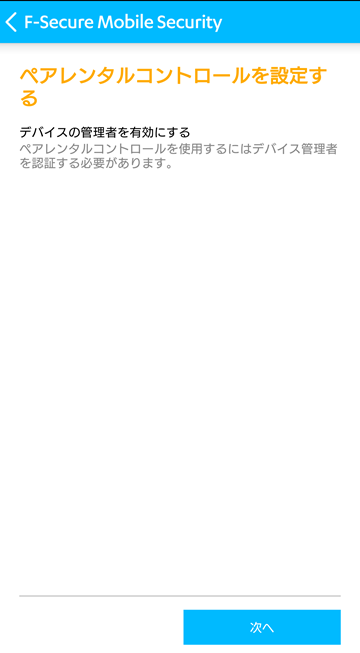 F-Secure Mobile Security
ペアレンタルコントロールを設定す
る
デバイスの管理者を有効にする
ペアレンタルコントロールを使用するにはデバイス管理者
を認証する必要があります。
次へ